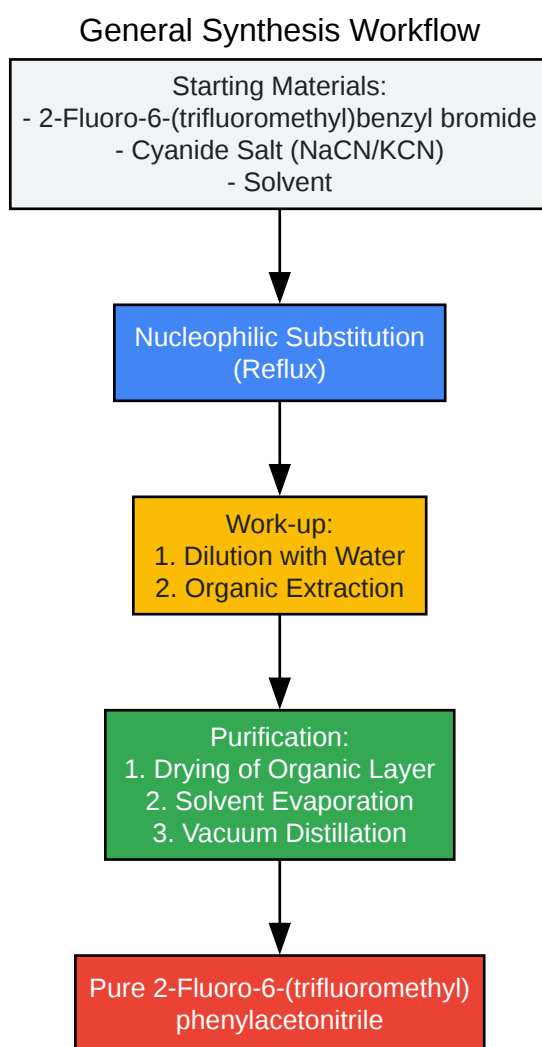 General Synthesis Workflow
Starting Materials:
- 2-Fluoro-6-(trifluoromethyl)benzyl bromide
- Cyanide Salt (NaCN/KCN)
- Solvent
Nucleophilic Substitution
(Reflux)
Work-up:
1. Dilution with Water
2. Organic Extraction
Purification:
1. Drying of Organic Layer
2. Solvent Evaporation
3. Vacuum Distillation
Pure 2-Fluoro-6-(trifluoromethyl)
phenylacetonitrile